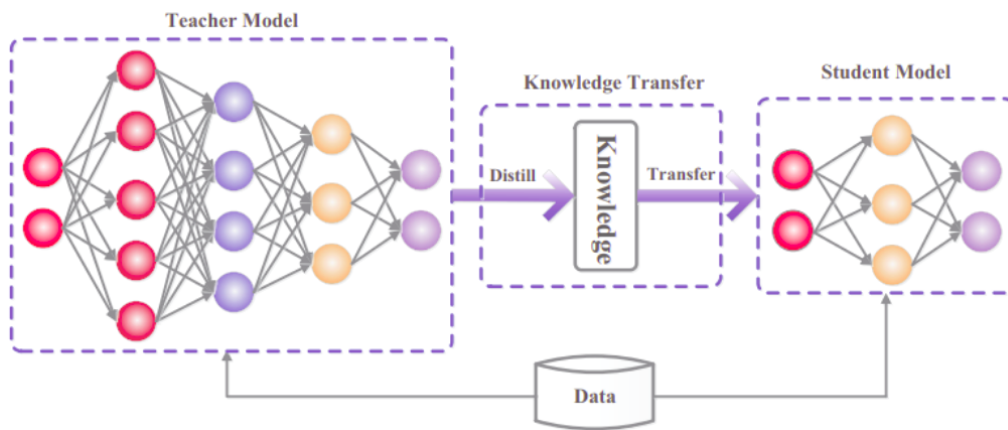 Teacher Model
Knowledge Transfer
Student Model
Distill
Knowledge
Transfer
Data